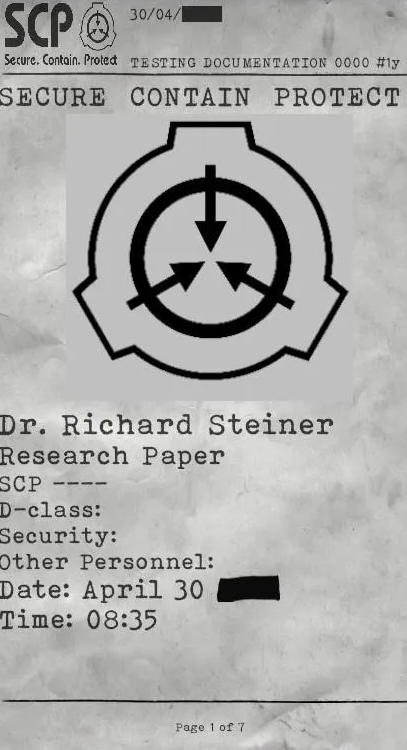 SCP
Secure. Contain. Protect
30/04/
TESTING DOCUMENTATION 0000 #1y
SECURE CONTAIN PROTECT
Dr. Richard Steiner
Research Paper
SCP ----
D-class:
Security:
Other Personnel:
Date: April 30
Time: 08:35
Page 1 of 7